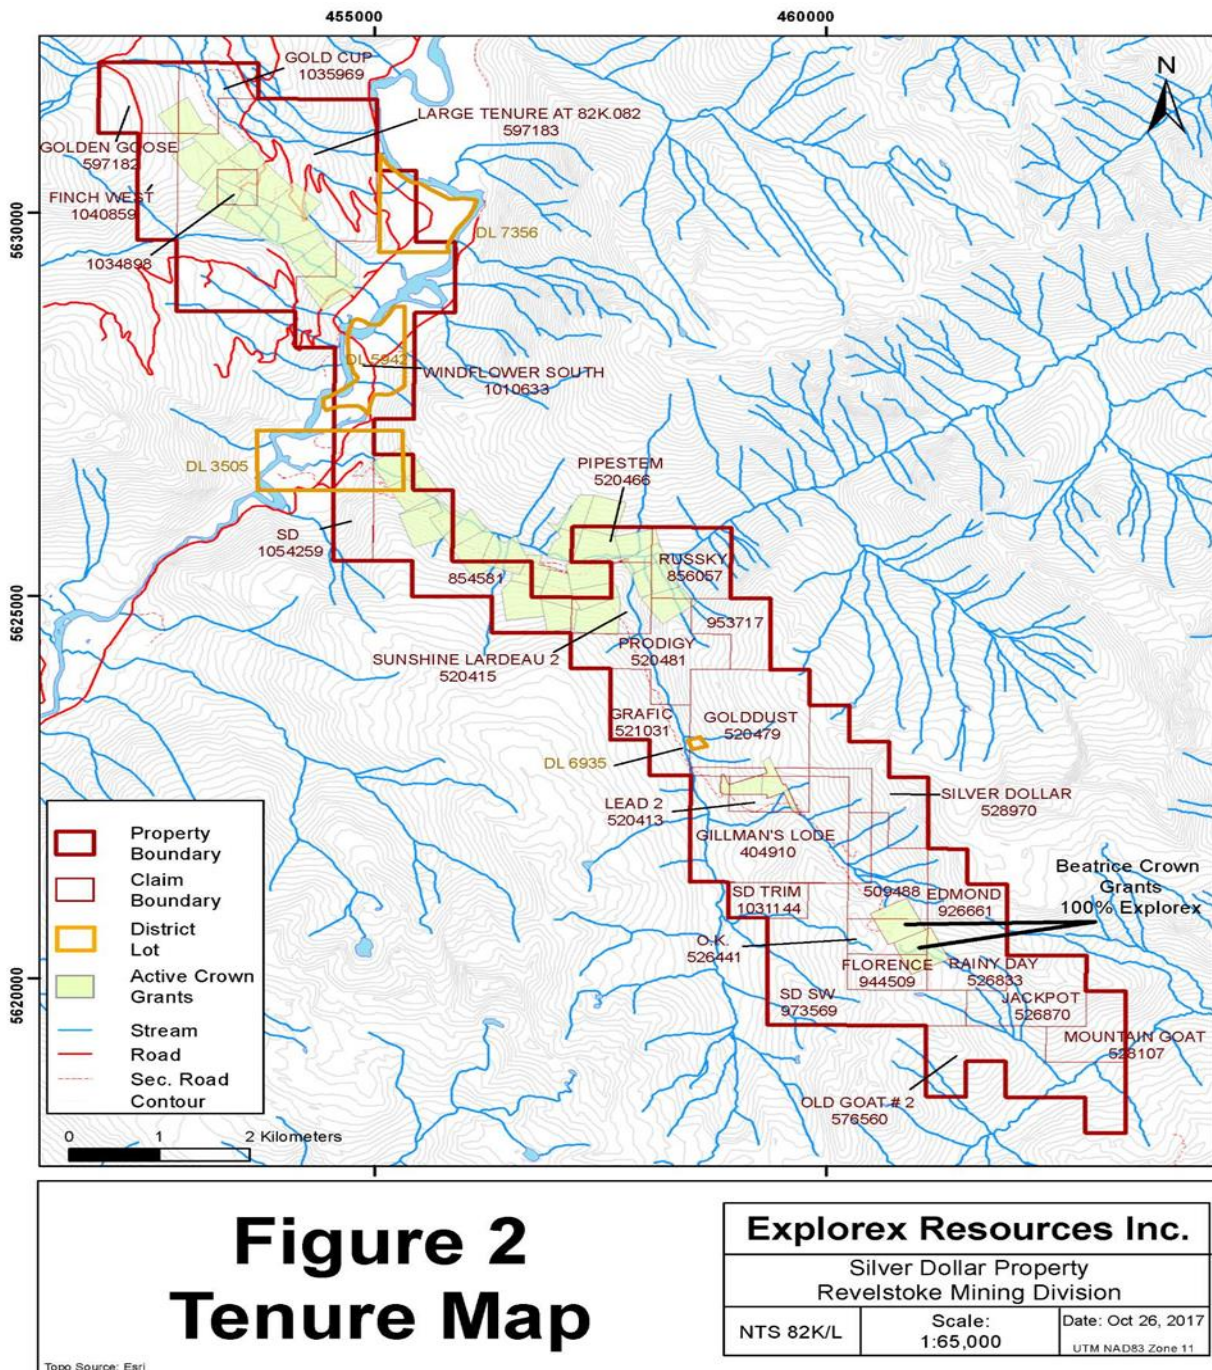 455000
460000
N
GOLD CUP
1035969
LARGE TENURE AT 82K.082
597183
GOLDEN GOOSE
597182
FINCH WEST
1040859
1034898
5630000
DL 7356
DL 5942
WINDFLOWER SOUTH
1010633
DL 3505
SD
1054259
PIPESTEM
520466
RUSSKY
856057
854581
953717
5625000
SUNSHINE LARDEAU 2
520415
PRODIGY
520481
GRAFIC
521031
GOLDDUST
520479
DL 6935
LEAD 2
520413
SILVER DOLLAR
528970
GILLMAN'S LODE
404910
SD TRIM
1031144
509488
EDMOND
926661
Beatrice Crown
Grants
100% Explorex
O.K.
526441
FLORENCE
944509
RAINY DAY
526833
SD SW
973569
JACKPOT
526870
MOUNTAIN GOAT
528107
OLD GOAT # 2
576560
5620000
Property
Boundary
Claim
Boundary
District
Lot
Active Crown
Grants
Stream
Road
Sec. Road
Contour
0 1 2 Kilometers
Figure 2
Tenure Map
Topo Source: Esri
Explorex Resources Inc.
Silver Dollar Property
Revelstoke Mining Division
NTS 82K/L
Scale:
1:65,000
Date: Oct 26, 2017
UTM NAD83 Zone 11